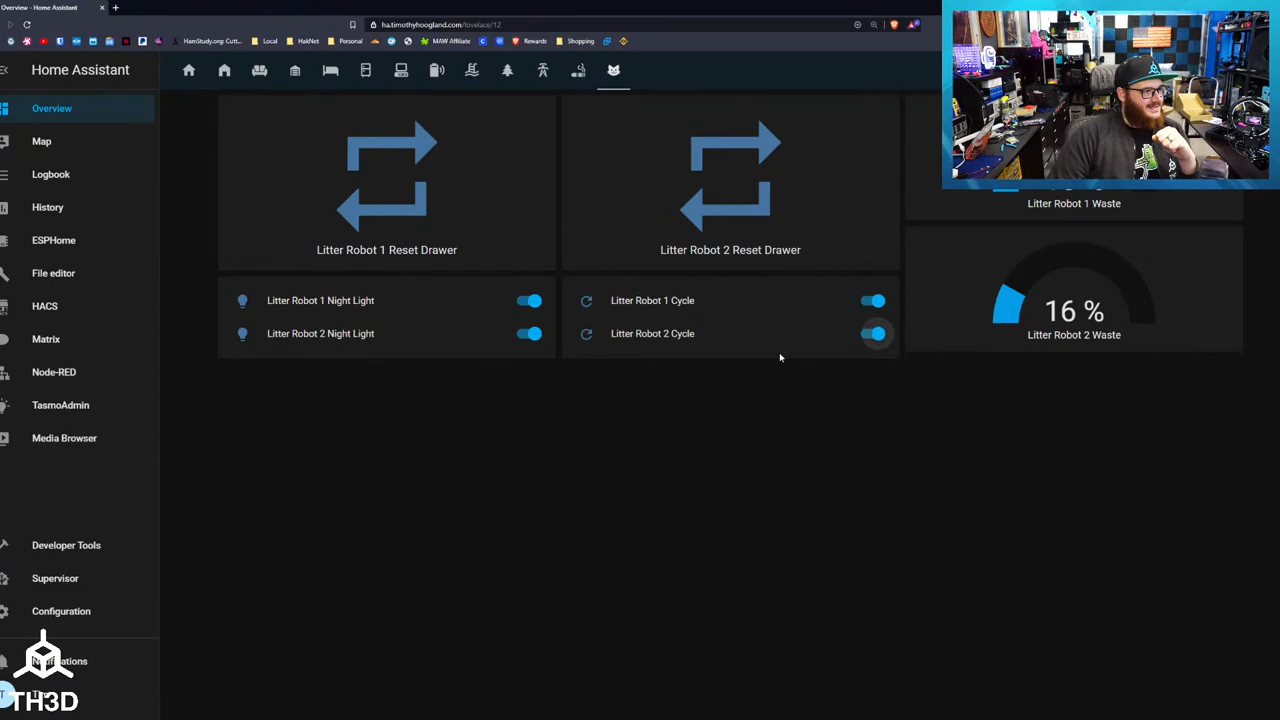 Overview - Home Assistant
ha.timothyhoogland.com/lovelace/12
HamStudy.org: Cutt...
Local
HakNet
Personal
MAW Affiliate
Rewards
Shopping
Home Assistant
Overview
Map
Logbook
History
ESPHome
File editor
HACS
Matrix
Node-RED
TasmoAdmin
Media Browser
Developer Tools
Supervisor
Configuration
TH3D
Litter Robot 1 Reset Drawer
Litter Robot 2 Reset Drawer
Litter Robot 1 Waste
Litter Robot 1 Night Light
Litter Robot 2 Night Light
Litter Robot 1 Cycle
Litter Robot 2 Cycle
16 %
Litter Robot 2 Waste